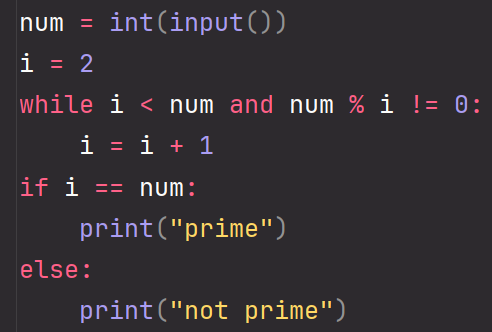 num = int(input())
i = 2
while i < num and num % i != 0:
    i = i + 1
if i == num:
    print("prime")
else:
    print("not prime")